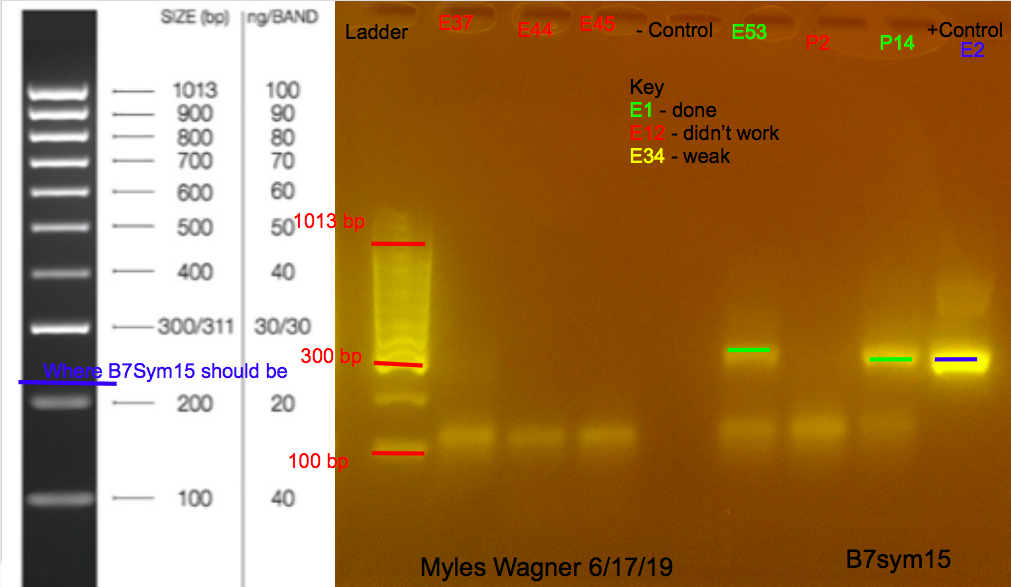 SIZE (bp) ng/BAND
1013 100
900 90
800 80
700 70
600 60
500 50
400 40
300/311 30/30
Where B7Sym15 should be
200 20
100 40
Ladder E37 E44 E45 - Control E53 P2 P14 +Control
E2
Key
E1 - done
E12 - didn't work
E34 - weak
1013 bp
300 bp
100 bp
Myles Wagner 6/17/19
B7sym15